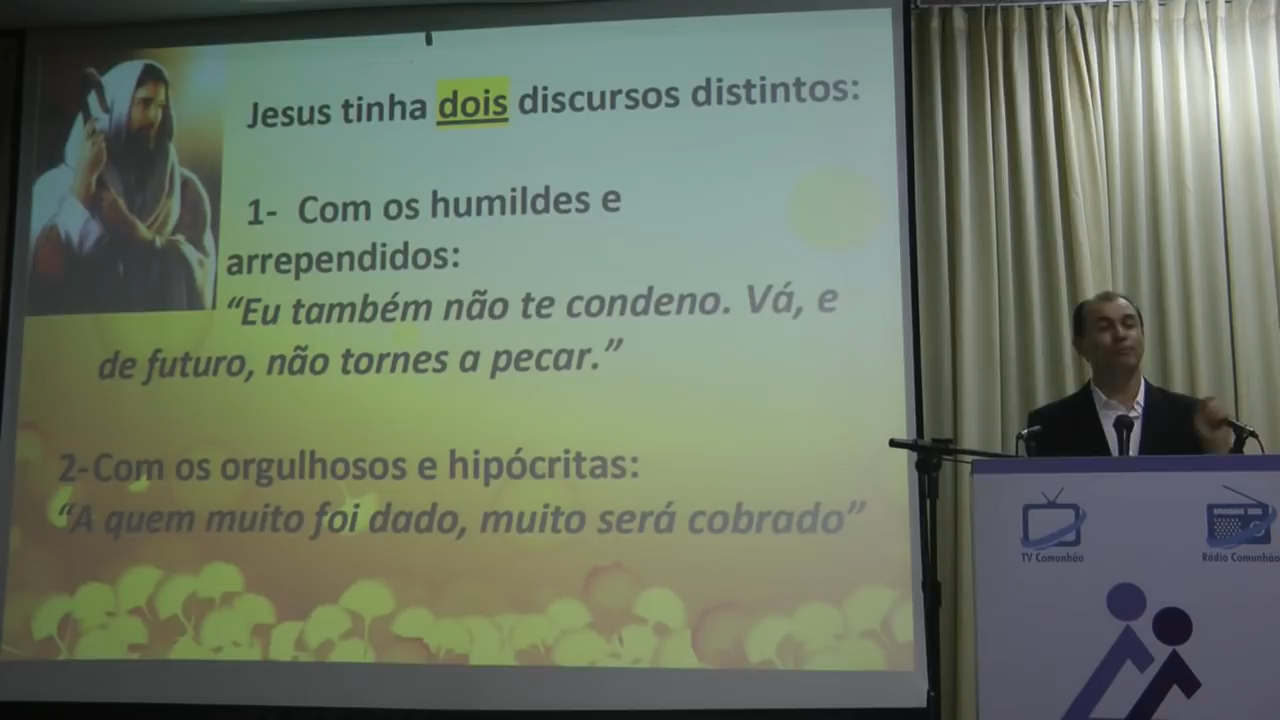 Jesus tinha dois discursos distintos:
1- Com os humildes e
arrependidos:
“Eu também não te condeno. Vá, e
de futuro, não tornes a pecar.”
2-Com os orgulhosos e hipócritas:
“A quem muito foi dado, muito será cobrado”
TV Comunhão
Rádio Comunhão